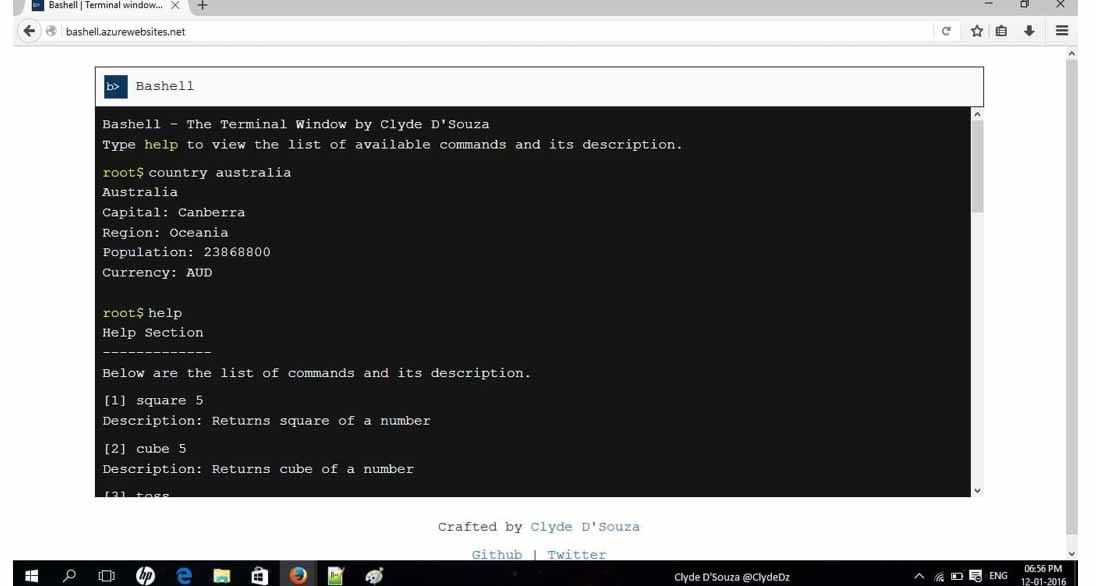 Bashell | Terminal window...
bashell.azurewebsites.net
b> Bashell
Bashell - The Terminal Window by Clyde D'Souza
Type help to view the list of available commands and its description.
root$ country australia
Australia
Capital: Canberra
Region: Oceania
Population: 23868800
Currency: AUD
root$ help
Help Section
-------------
Below are the list of commands and its description.
[1] square 5
Description: Returns square of a number
[2] cube 5
Description: Returns cube of a number
[3] toss
Crafted by Clyde D'Souza
Github | Twitter
hp
Clyde D'Souza @ClydeDz
ENG
06:56 PM
12-01-2016